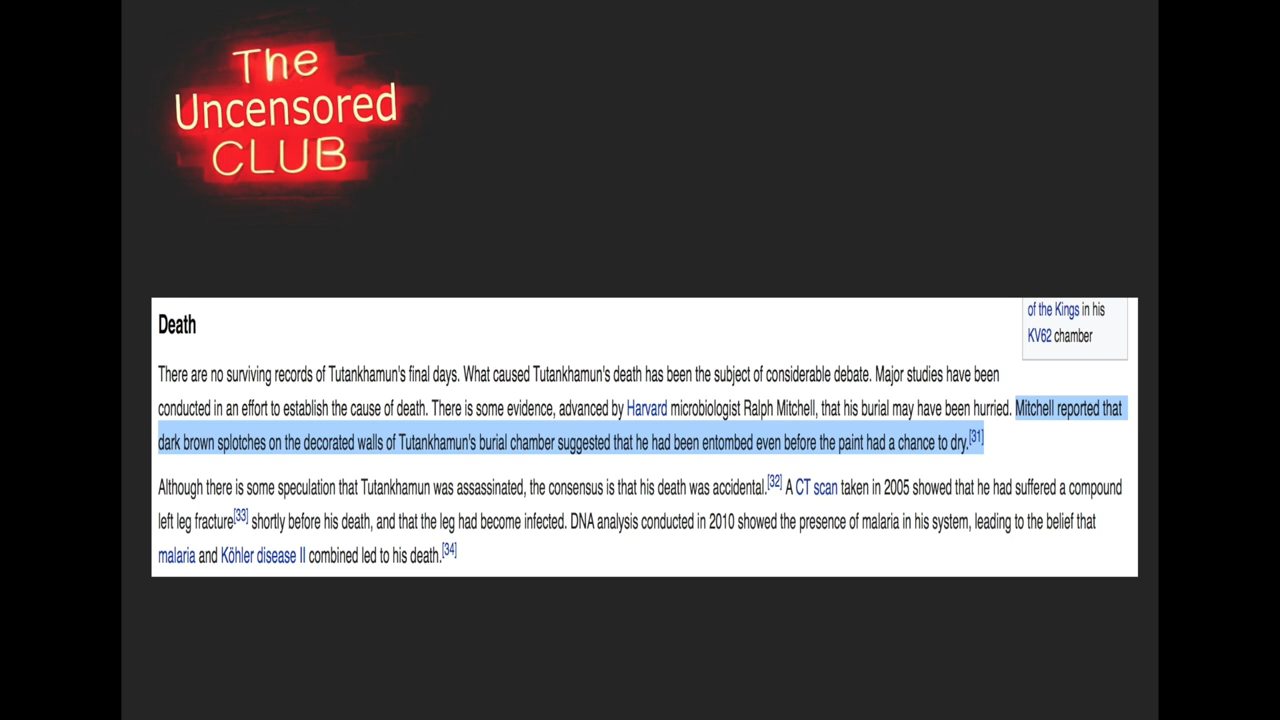 The
Uncensored
CLUB
of the Kings in his
KV62 chamber
Death
There are no surviving records of Tutankhamun's final days. What caused Tutankhamun's death has been the subject of considerable debate. Major studies have been
conducted in an effort to establish the cause of death. There is some evidence, advanced by Harvard microbiologist Ralph Mitchell, that his burial may have been hurried. Mitchell reported that
dark brown splotches on the decorated walls of Tutankhamun's burial chamber suggested that he had been entombed even before the paint had a chance to dry.[31]
Although there is some speculation that Tutankhamun was assassinated, the consensus is that his death was accidental.[32] A CT scan taken in 2005 showed that he had suffered a compound
left leg fracture[33] shortly before his death, and that the leg had become infected. DNA analysis conducted in 2010 showed the presence of malaria in his system, leading to the belief that
malaria and Köhler disease II combined led to his death.[34]